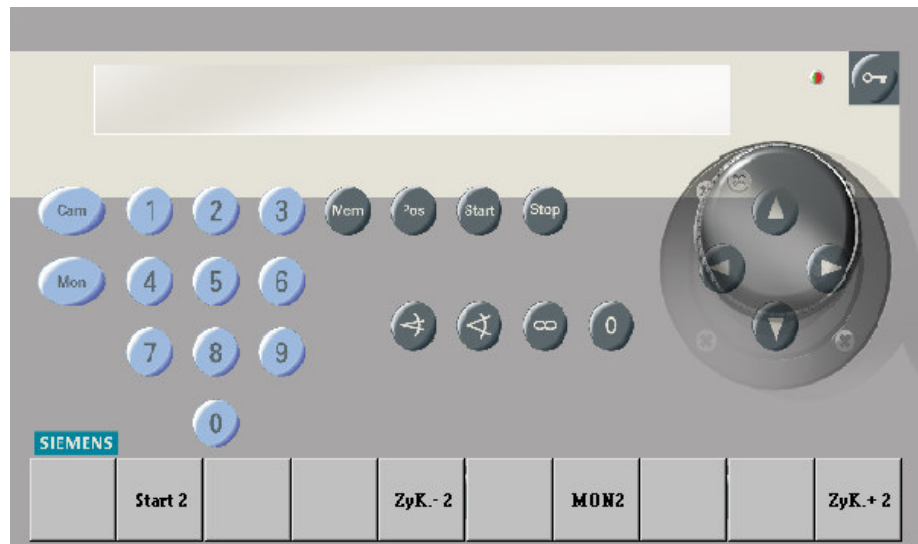 Cam 1 2 3 Mem Pos Start Stop
Mon 4 5 6
0
7 8 9
0
SIEMENS
Start 2 ZyK.- 2 MON2 ZyK.+ 2